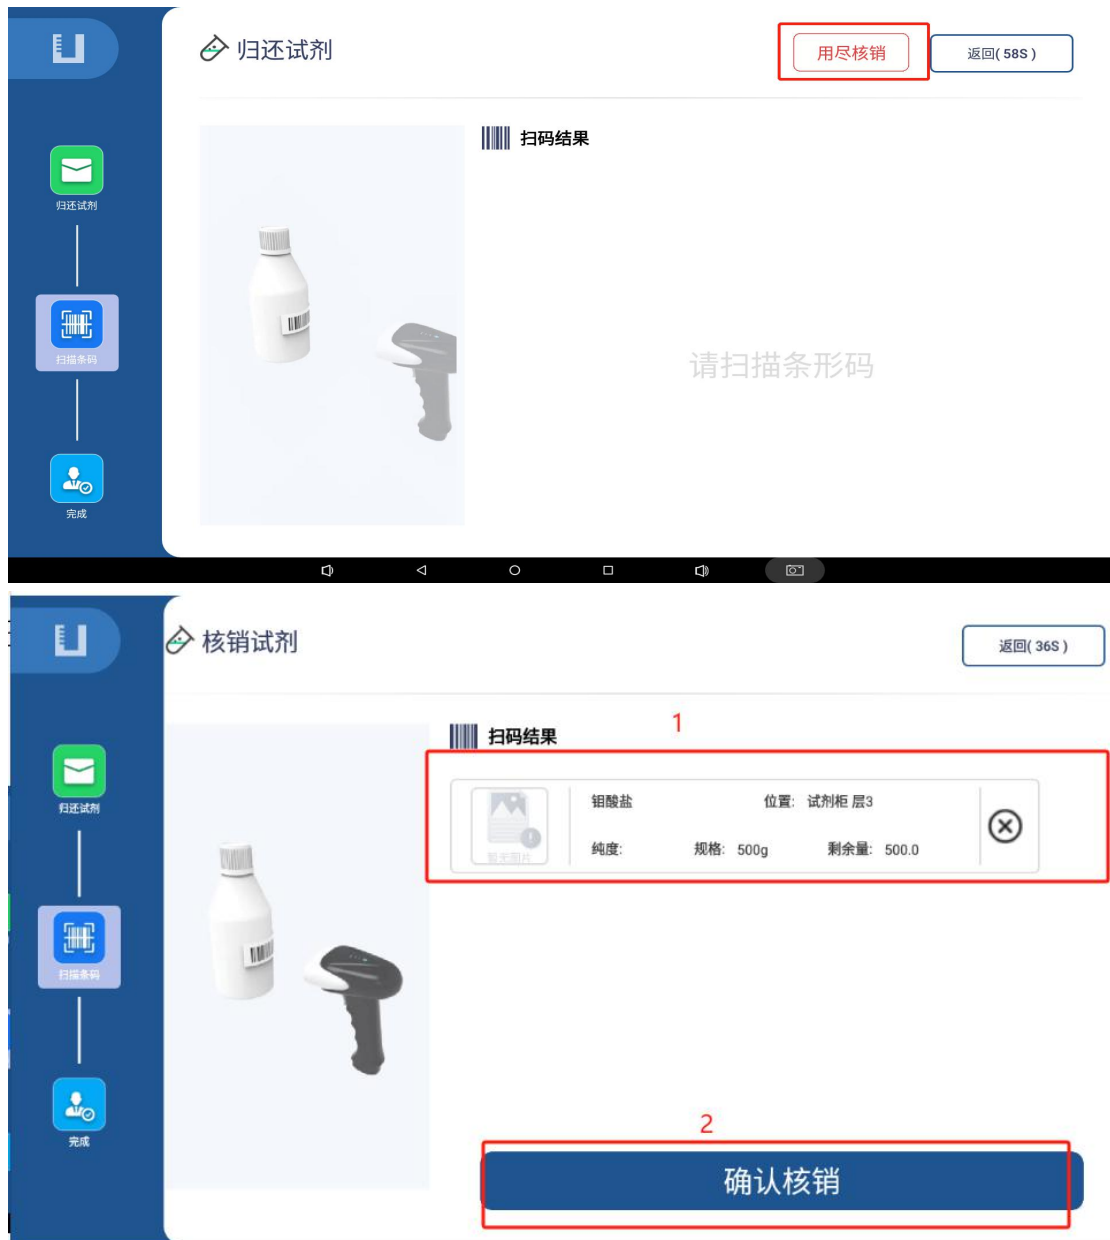 归还试剂
用尽核销
返回( 58S )
扫码结果
归还试剂
扫描条码
请扫描条形码
完成
核销试剂
返回( 36S )
1
扫码结果
钼酸盐
位置: 试剂柜 层3
纯度:
规格: 500g
剩余量: 500.0
暂无图片
归还试剂
扫描条码
完成
2
确认核销